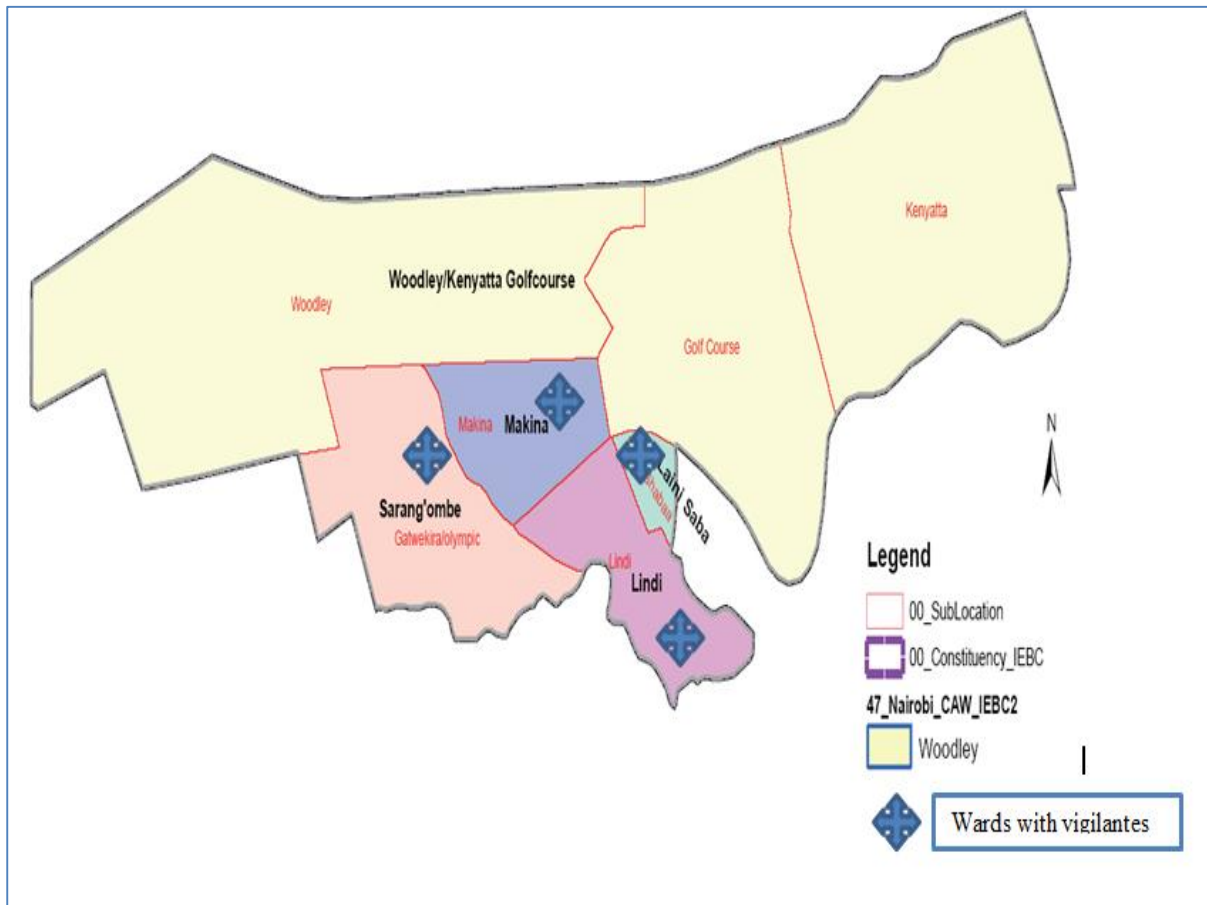 Kenyatta
Woodley/Kenyatta Golfcourse
Woodley
Golf Course
Makina
Makina
Laini Saba
Sarang'ombe
Gatwekira/olympic
Lindi
Lindi
N
Legend
00_SubLocation
00_Constituency_IEBC
47_Nairobi_CAW_IEBC2
Woodley
Wards with vigilantes